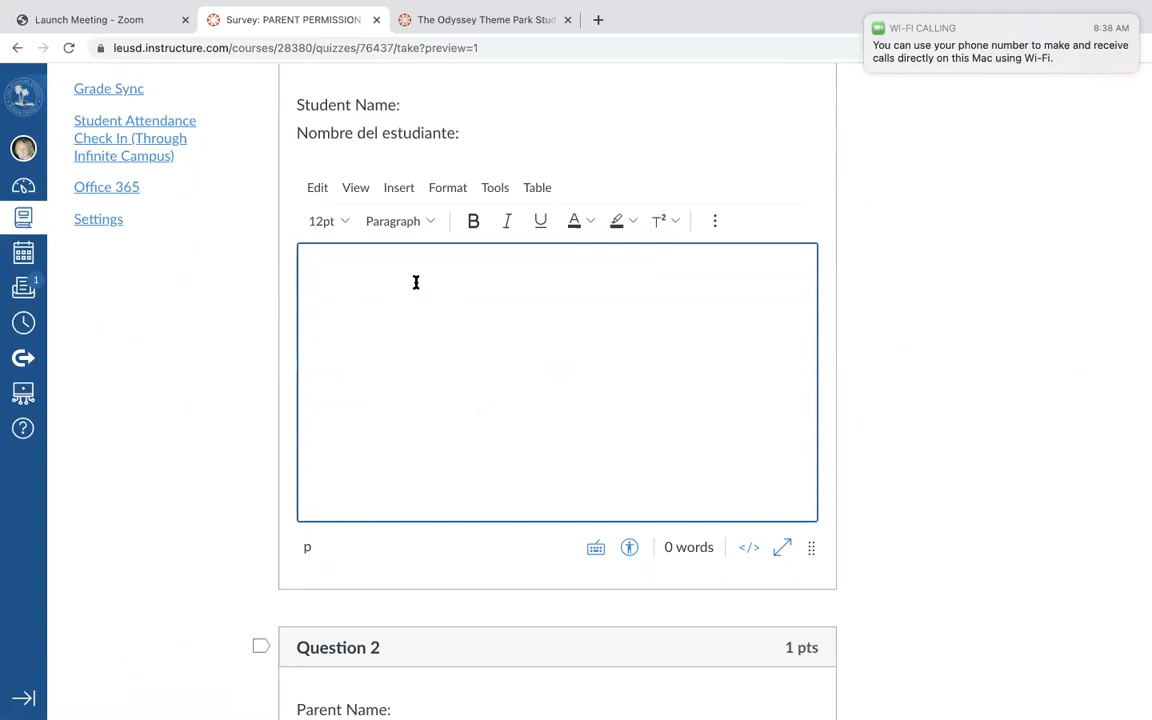 Launch Meeting - Zoom
Survey: PARENT PERMISSION
The Odyssey Theme Park Stud
leusd.instructure.com/courses/28380/quizzes/76437/take?preview=1
WI-FI CALLING 8:38 AM
You can use your phone number to make and receive
calls directly on this Mac using Wi-Fi.
Grade Sync
Student Attendance
Check In (Through
Infinite Campus)
Office 365
Settings
1
Student Name:
Nombre del estudiante:
Edit View Insert Format Tools Table
12pt Paragraph B I U A T²
p 0 words </>
Question 2 1 pts
Parent Name: